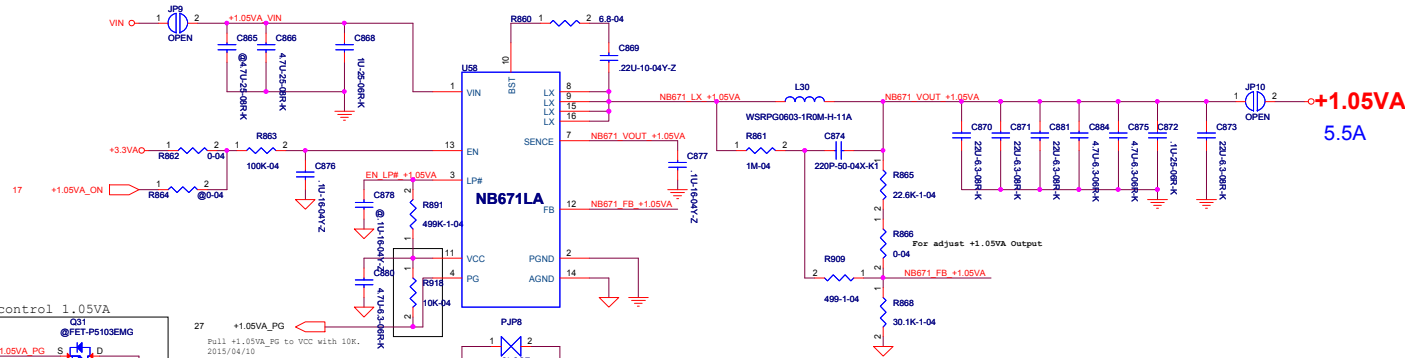 JP9
VIN 1 2 +1.05VA_VIN
OPEN
C865
@4.7U-25-08R-K
C866
4.7U-25-08R-K
C868
1U-25-06R-K
R860 1 2 6.8-04
C869
.22U-10-04Y-Z
U58
10
BST
1 VIN
LX 8
LX 9
LX 15
LX 16
SENCE 7
13 EN
3 LP#
NB671LA
FB 12
11 VCC
4 PG
PGND 2
AGND 14
NB671_LX_+1.05VA
L30
WSRPG0603-1R0M-H-11A
NB671_VOUT_+1.05VA
JP10
1 2
OPEN
+1.05VA
5.5A
NB671_VOUT_+1.05VA
C877
.1U-16-04Y-Z
NB671_FB_+1.05VA
+3.3VA
1 2
R862 0-04
R863
1 2
100K-04
17 +1.05VA_ON
1 2
R864 @0-04
C876
.1U-16-04Y-Z
EN_LP#_+1.05VA
C878
@.1U-16-04Y-Z
2
R891
499K-1-04
1
C880
4.7U-6.3-06R-K
1
R918
10K-04
2
27 +1.05VA_PG
Pull +1.05VA_PG to VCC with 10K.
2015/04/10
R861
1 2
1M-04
C874
220P-50-04X-K1
1
R865
22.6K-1-04
2
1
R866
0-04
2
For adjust +1.05VA Output
R909
2 1
499-1-04
NB671_FB_+1.05VA
1
R868
30.1K-1-04
2
C870
22U-6.3-08R-K
C871
22U-6.3-08R-K
C881
22U-6.3-08R-K
C884
4.7U-6.3-06R-K
C875
4.7U-6.3-06R-K
C872
.1U-25-06R-K
C873
22U-6.3-08R-K
control 1.05VA
Q31
@FET-P5103EMG
1.05VA_PG S D
PJP8
1 2